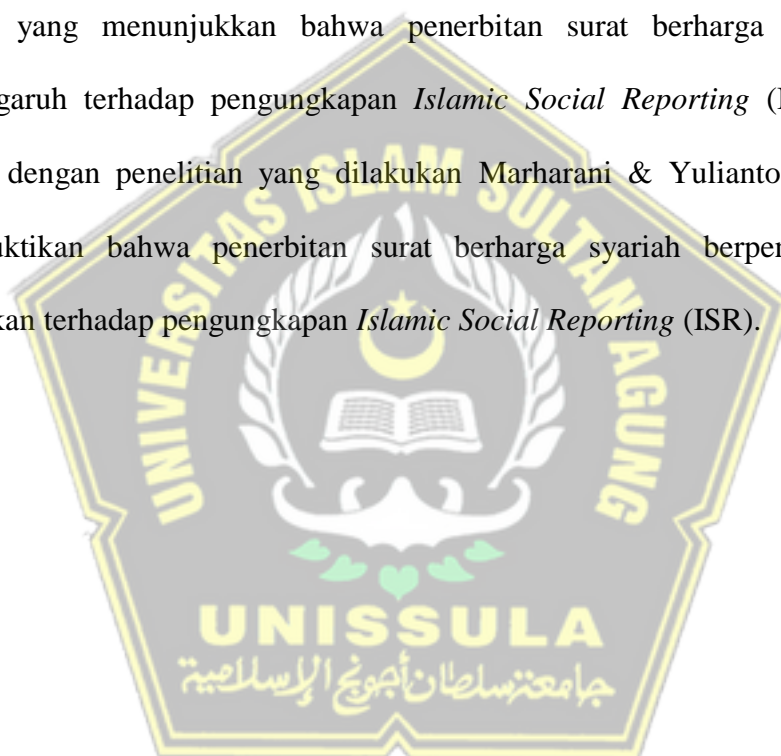 yang menunjukkan bahwa penerbitan surat berharga
garuh terhadap pengungkapan Islamic Social Reporting (I
dengan penelitian yang dilakukan Marharani & Yulianto
uktikan bahwa penerbitan surat berharga syariah berper
kan terhadap pengungkapan Islamic Social Reporting (ISR).
UNIVERSITAS ISLAM SULTAN AGUNG
UNISSULA
جامعة سلطان أجونج الإسلامية